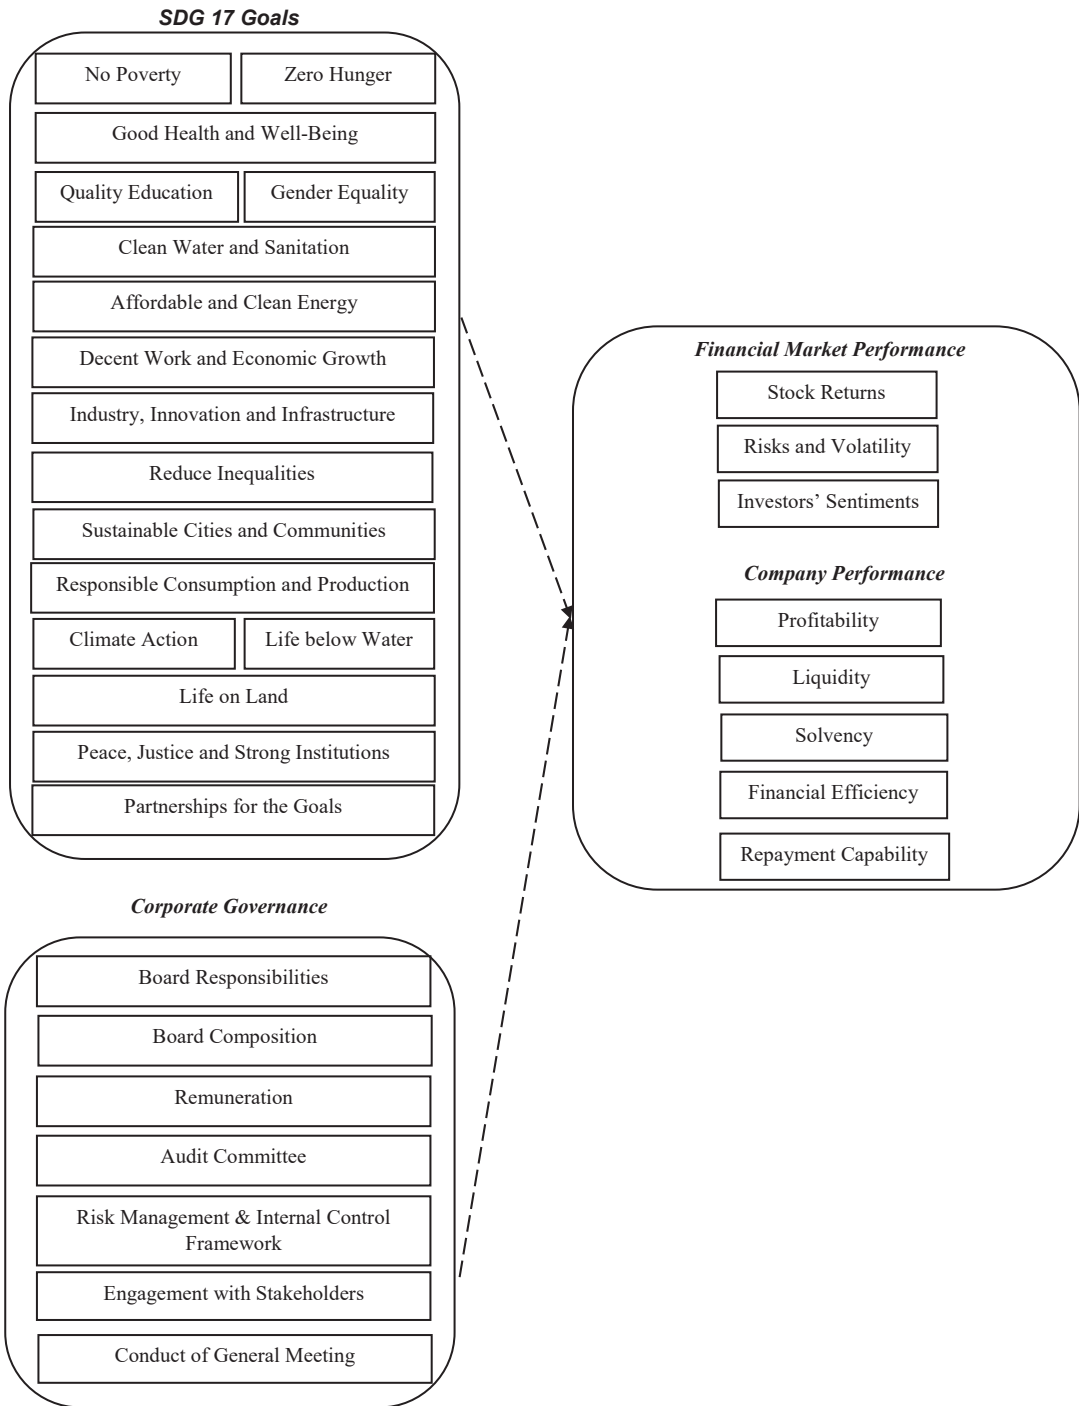 SDG 17 Goals
No Poverty
Zero Hunger
Good Health and Well-Being
Quality Education
Gender Equality
Clean Water and Sanitation
Affordable and Clean Energy
Decent Work and Economic Growth
Industry, Innovation and Infrastructure
Reduce Inequalities
Sustainable Cities and Communities
Responsible Consumption and Production
Climate Action
Life below Water
Life on Land
Peace, Justice and Strong Institutions
Partnerships for the Goals
Corporate Governance
Board Responsibilities
Board Composition
Remuneration
Audit Committee
Risk Management & Internal Control
Framework
Engagement with Stakeholders
Conduct of General Meeting
Financial Market Performance
Stock Returns
Risks and Volatility
Investors’ Sentiments
Company Performance
Profitability
Liquidity
Solvency
Financial Efficiency
Repayment Capability